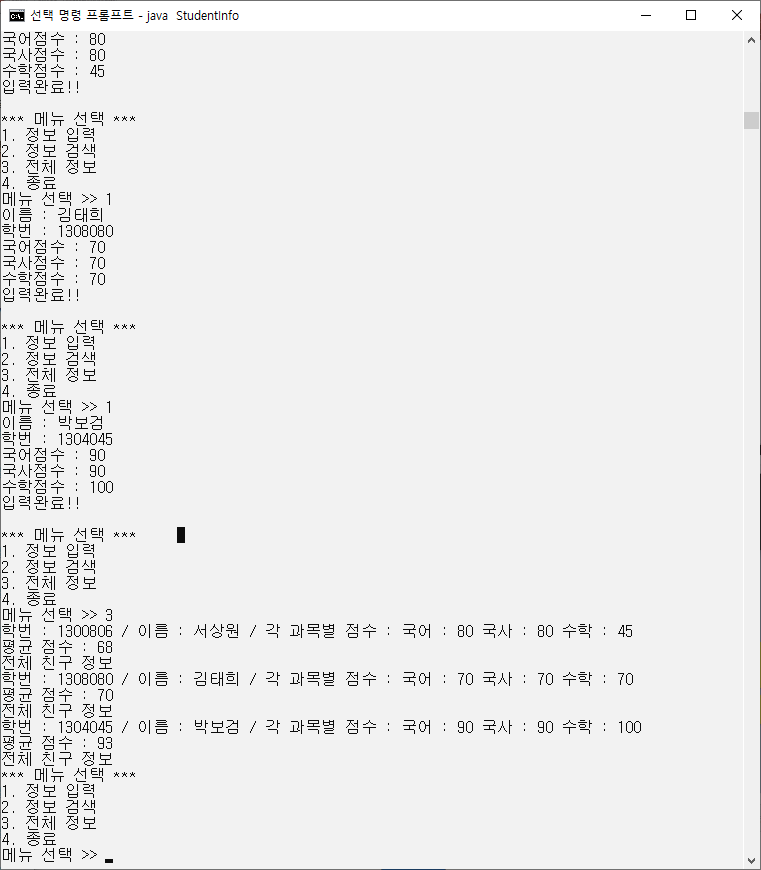 선택 명령 프롬프트 - java  StudentInfo
국어점수 : 80
국사점수 : 80
수학점수 : 45
입력완료!!
*** 메뉴 선택 ***
1. 정보 입력
2. 정보 검색
3. 전체 정보
4. 종료
메뉴 선택 >> 1
이름 : 김태희
학번 : 1308080
국어점수 : 70
국사점수 : 70
수학점수 : 70
입력완료!!
*** 메뉴 선택 ***
1. 정보 입력
2. 정보 검색
3. 전체 정보
4. 종료
메뉴 선택 >> 1
이름 : 박보검
학번 : 1304045
국어점수 : 90
국사점수 : 90
수학점수 : 100
입력완료!!
*** 메뉴 선택 ***
1. 정보 입력
2. 정보 검색
3. 전체 정보
4. 종료
메뉴 선택 >> 3
학번 : 1300806 / 이름 : 서상원 / 각 과목별 점수 : 국어 : 80 국사 : 80 수학 : 45
평균 점수 : 68
전체 친구 정보
학번 : 1308080 / 이름 : 김태희 / 각 과목별 점수 : 국어 : 70 국사 : 70 수학 : 70
평균 점수 : 70
전체 친구 정보
학번 : 1304045 / 이름 : 박보검 / 각 과목별 점수 : 국어 : 90 국사 : 90 수학 : 100
평균 점수 : 93
전체 친구 정보
*** 메뉴 선택 ***
1. 정보 입력
2. 정보 검색
3. 전체 정보
4. 종료
메뉴 선택 >>